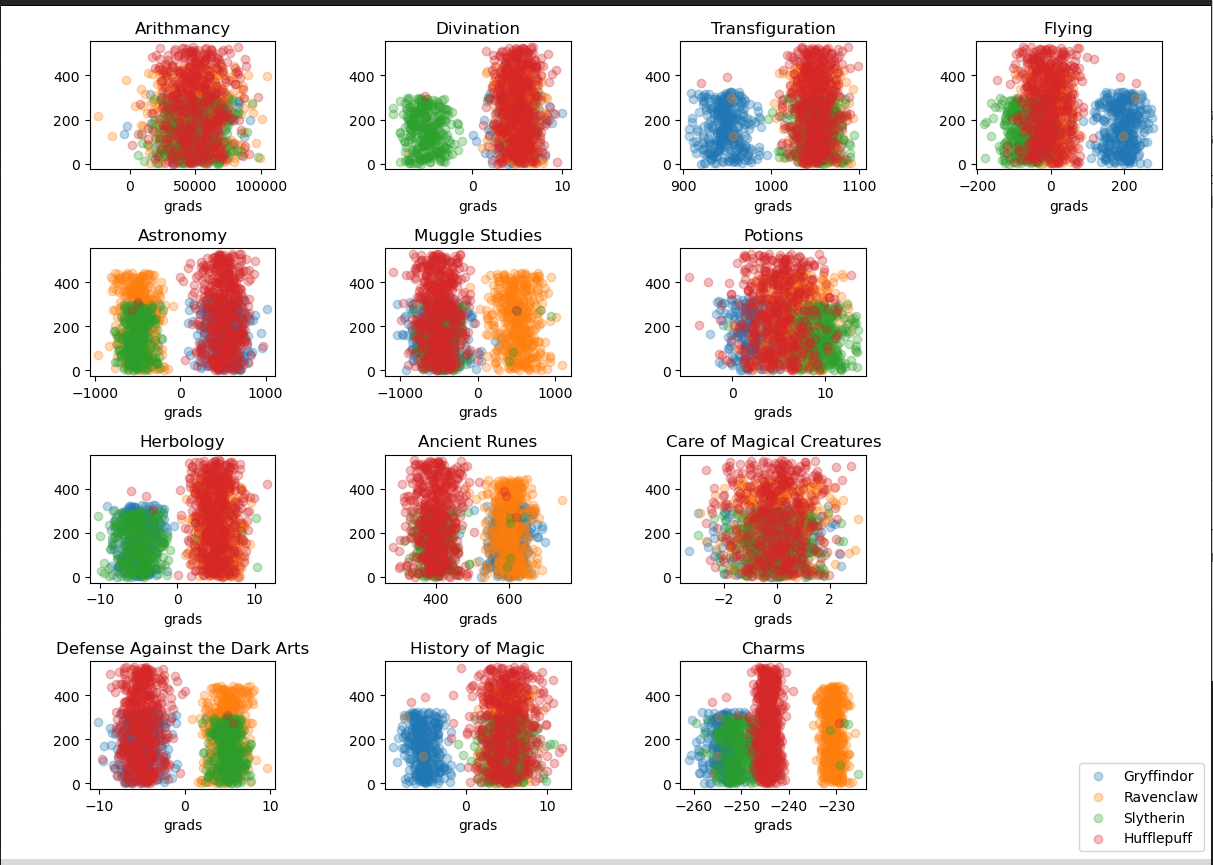 Arithmancy Divination Transfiguration Flying
400 400 400 400
200 200 200 200
0 0 0 0
0 50000 100000 0 10 900 1000 1100 −200 0 200
grads grads grads grads
Astronomy Muggle Studies Potions
400 400 400
200 200 200
0 0 0
−1000 0 1000 −1000 0 1000 0 10
grads grads grads
Herbology Ancient Runes Care of Magical Creatures
400 400 400
200 200 200
0 0 0
−10 0 10 400 600 −2 0 2
grads grads grads
Defense Against the Dark Arts History of Magic Charms
400 400 400
200 200 200
0 0 0
−10 0 10 0 10 −260 −250 −240 −230
grads grads grads
Gryffindor
Ravenclaw
Slytherin
Hufflepuff